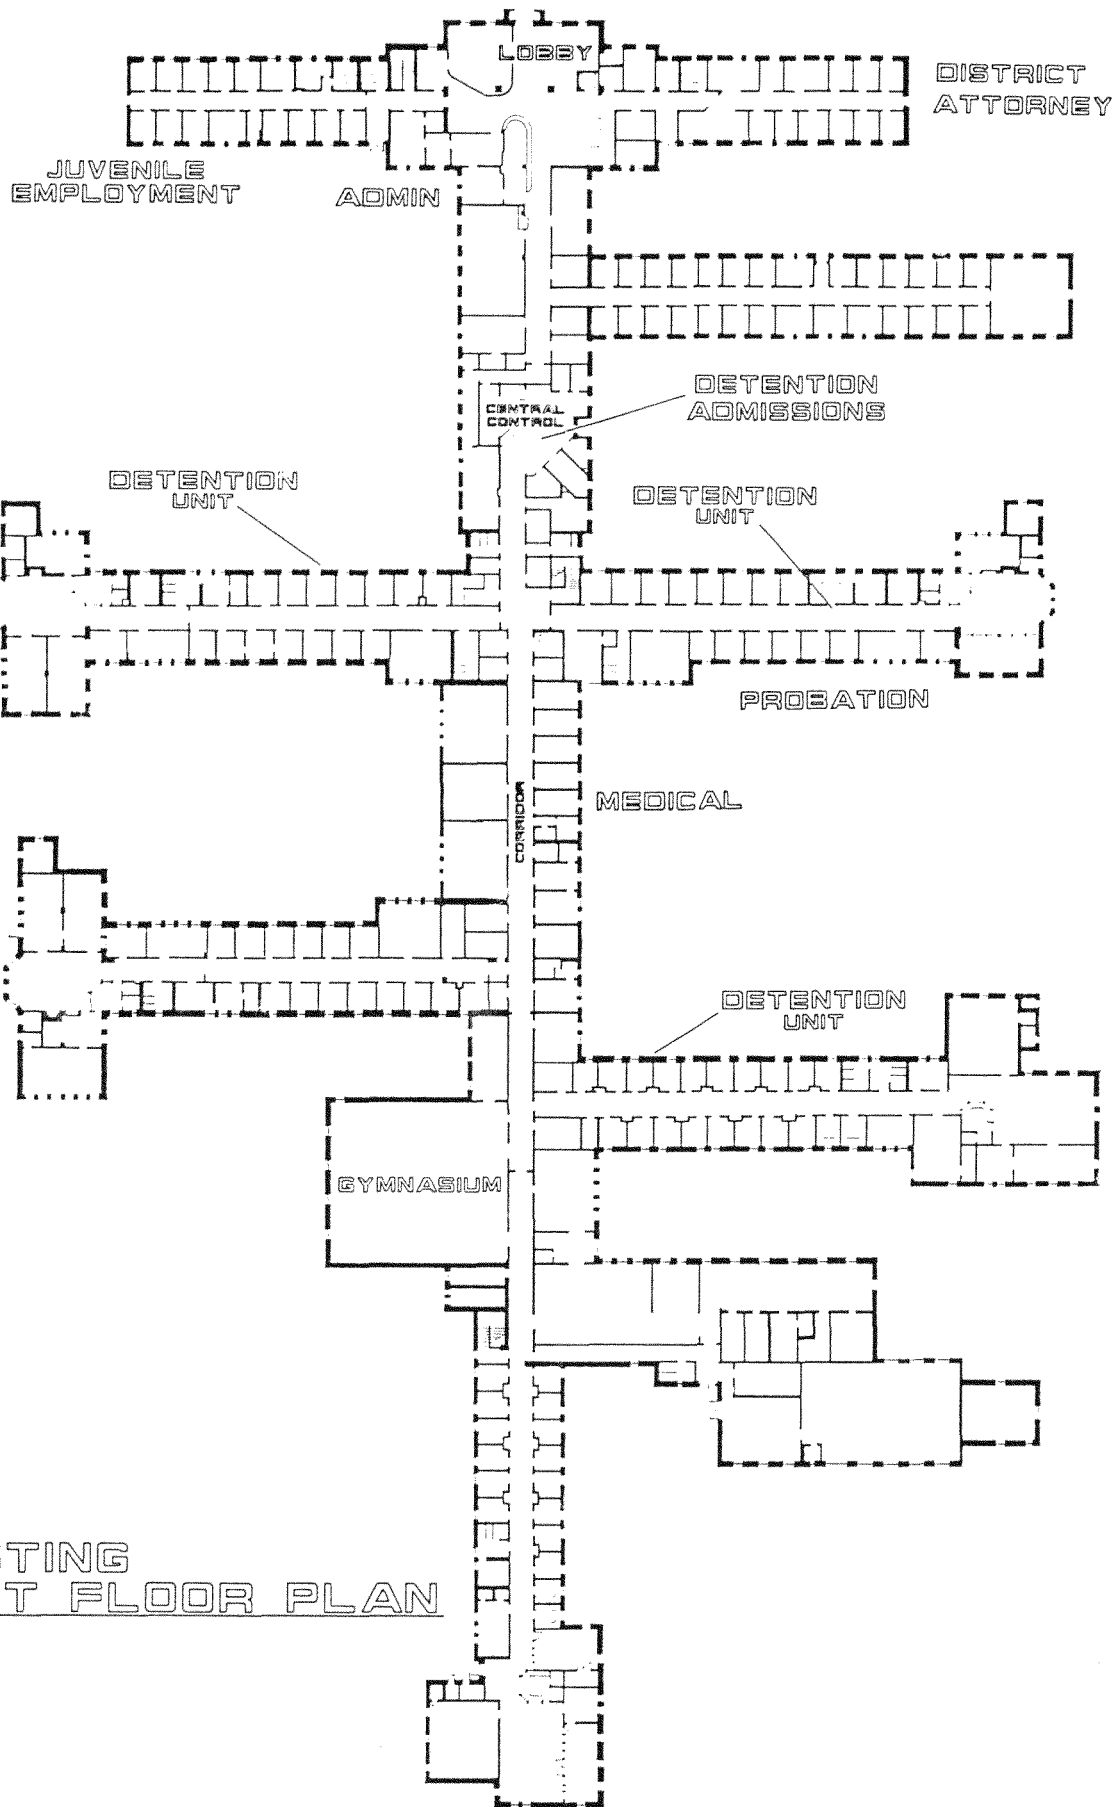 LOBBY
DISTRICT
ATTORNEY
JUVENILE
EMPLOYMENT
ADMIN
DETENTION
ADMISSIONS
CENTRAL
CONTROL
DETENTION
UNIT
DETENTION
UNIT
PROBATION
MEDICAL
CORRIDOR
DETENTION
UNIT
GYMNASIUM
STING
T FLOOR PLAN